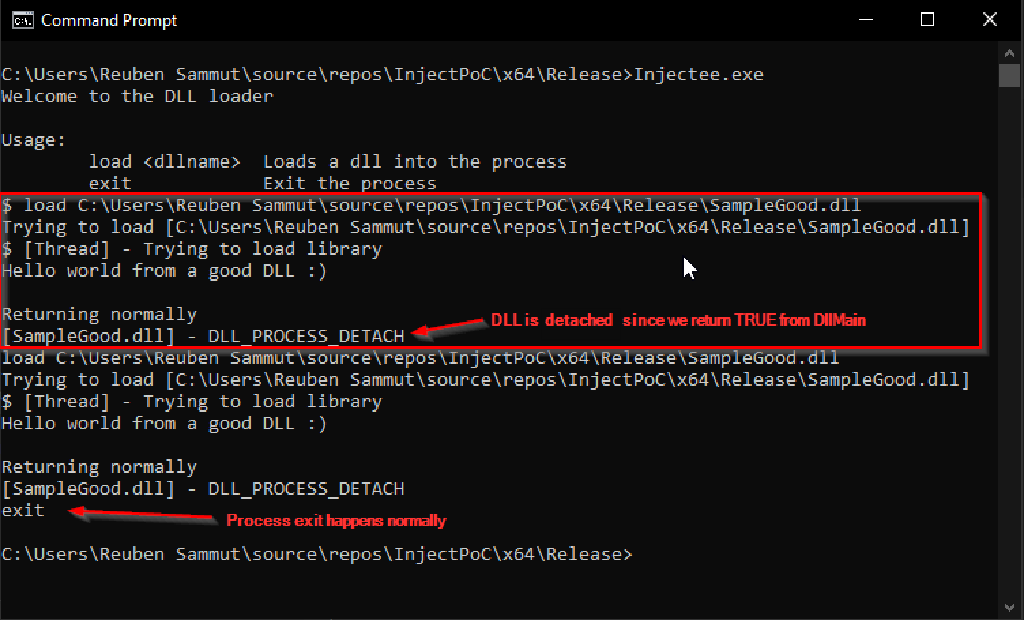 Command Prompt
C:\Users\Reuben Sammut\source\repos\InjectPoC\x64\Release>Injectee.exe
Welcome to the DLL loader
Usage:
load <dllname>  Loads a dll into the process
exit            Exit the process
$ load C:\Users\Reuben Sammut\source\repos\InjectPoC\x64\Release\SampleGood.dll
Trying to load [C:\Users\Reuben Sammut\source\repos\InjectPoC\x64\Release\SampleGood.dll]
$ [Thread] - Trying to load library
Hello world from a good DLL :)
Returning normally
[SampleGood.dll] - DLL_PROCESS_DETACH
DLL is detached since we return TRUE from DllMain
load C:\Users\Reuben Sammut\source\repos\InjectPoC\x64\Release\SampleGood.dll
Trying to load [C:\Users\Reuben Sammut\source\repos\InjectPoC\x64\Release\SampleGood.dll]
$ [Thread] - Trying to load library
Hello world from a good DLL :)
Returning normally
[SampleGood.dll] - DLL_PROCESS_DETACH
exit
Process exit happens normally
C:\Users\Reuben Sammut\source\repos\InjectPoC\x64\Release>